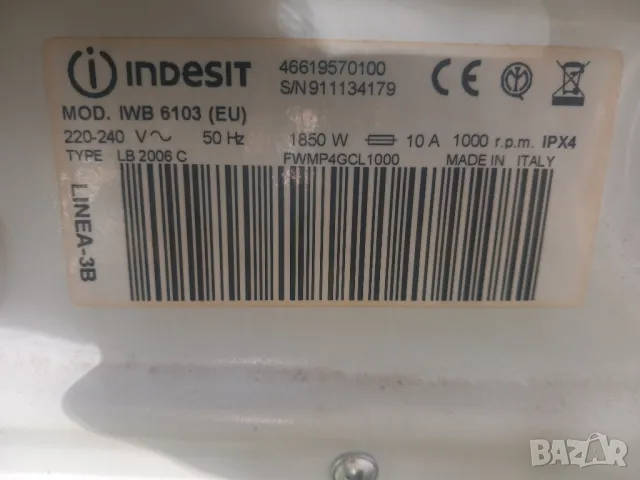 INDESIT 46619570100
S/N 911134179
MOD. IWB 6103 (EU)
220-240 V~ 50 Hz 1850 W 10 A 1000 r.p.m. IPX4
TYPE LB 2006 C FWMP4GCL1000 MADE IN ITALY
LINEA-3B
BAZAR.bg